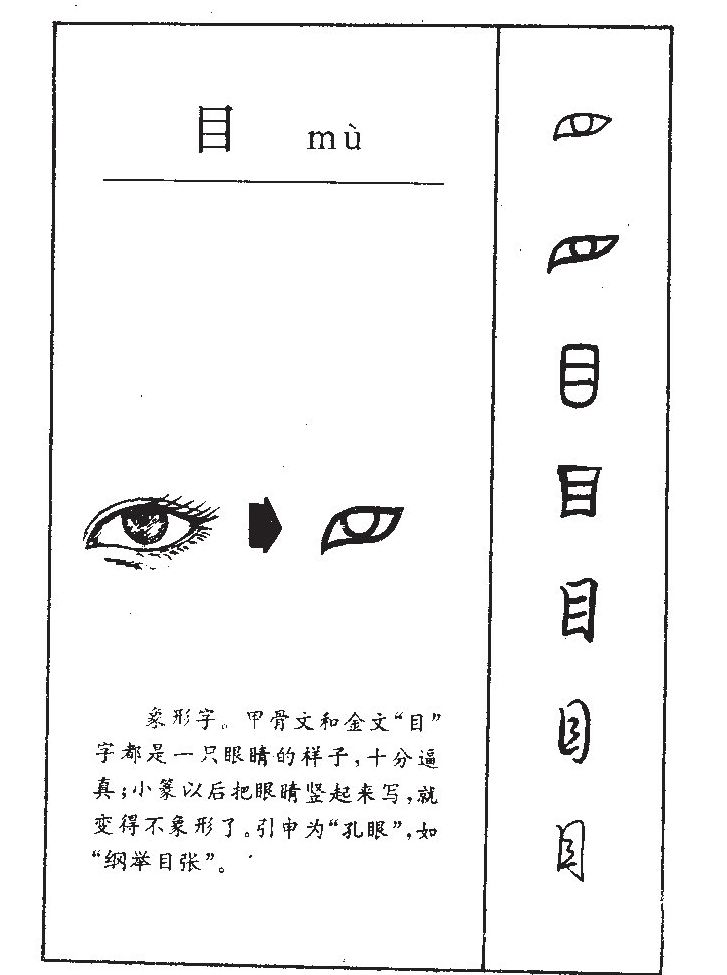 目 mù
象形字。甲骨文和金文“目”
字都是一只眼睛的样子,十分逼
真;小篆以后把眼睛竖起来写,就
变得不象形了。引申为“孔眼”,如
“纲举目张”。
目
目
目
目
目